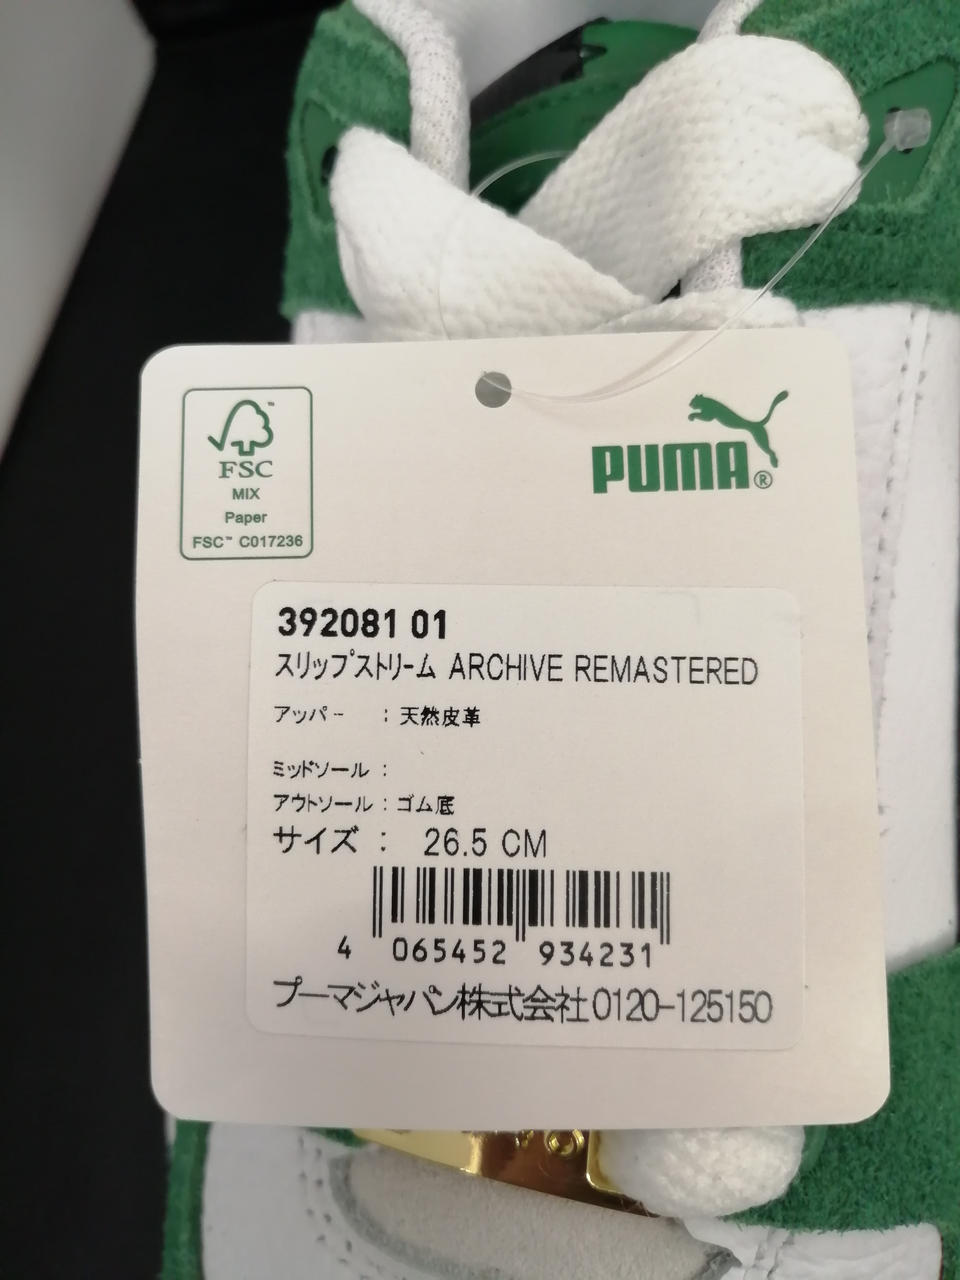 FSC™
MIX
Paper
FSC™ C017236
PUMA®
392081 01
スリップストリーム ARCHIVE REMASTERED
アッパー : 天然皮革
ミッドソール :
アウトソール : ゴム底
サイズ : 26.5 CM
4 065452 934231
プーマジャパン株式会社0120-125150